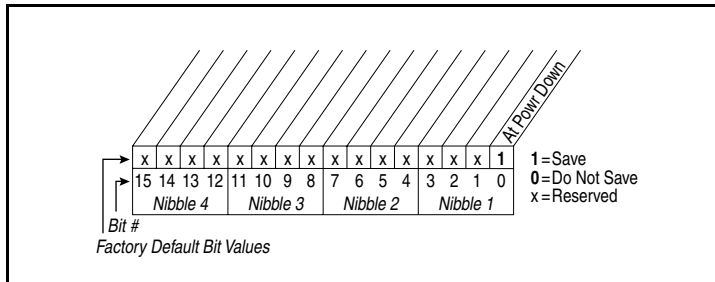 At Powr Down
x x x x x x x x x x x x x x x 1
1=Save
15 14 13 12 11 10 9 8 7 6 5 4 3 2 1 0
0=Do Not Save
Nibble 4 Nibble 3 Nibble 2 Nibble 1
x=Reserved
Bit #
Factory Default Bit Values